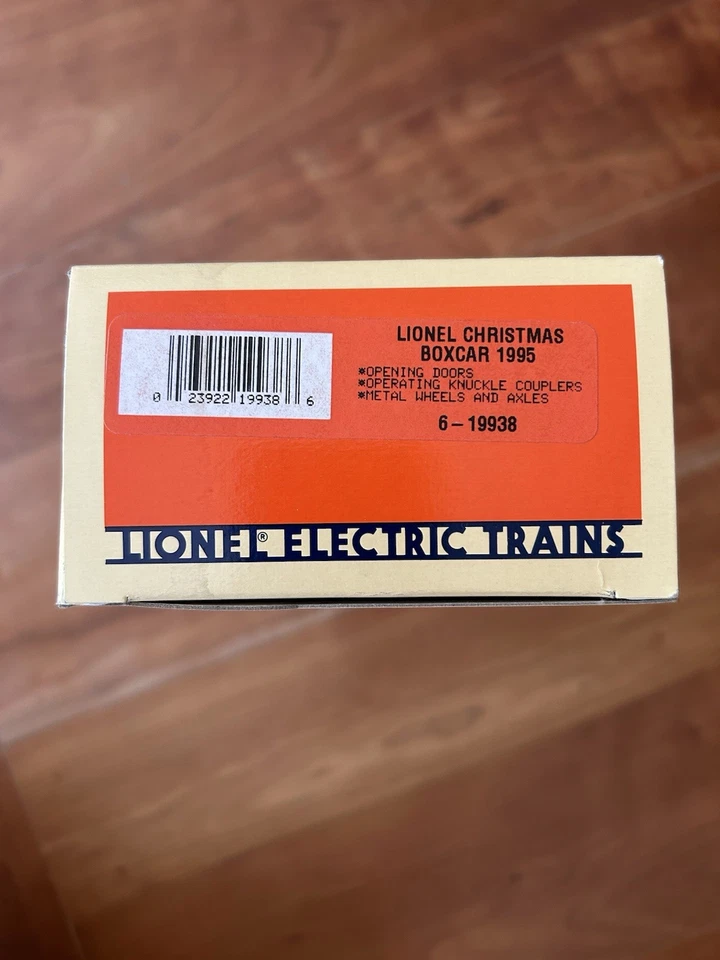 LIONEL CHRISTMAS
BOXCAR 1995
*OPENING DOORS
*OPERATING KNUCKLE COUPLERS
*METAL WHEELS AND AXLES
6-19938
0 23922 19938 6
LIONEL® ELECTRIC TRAINS